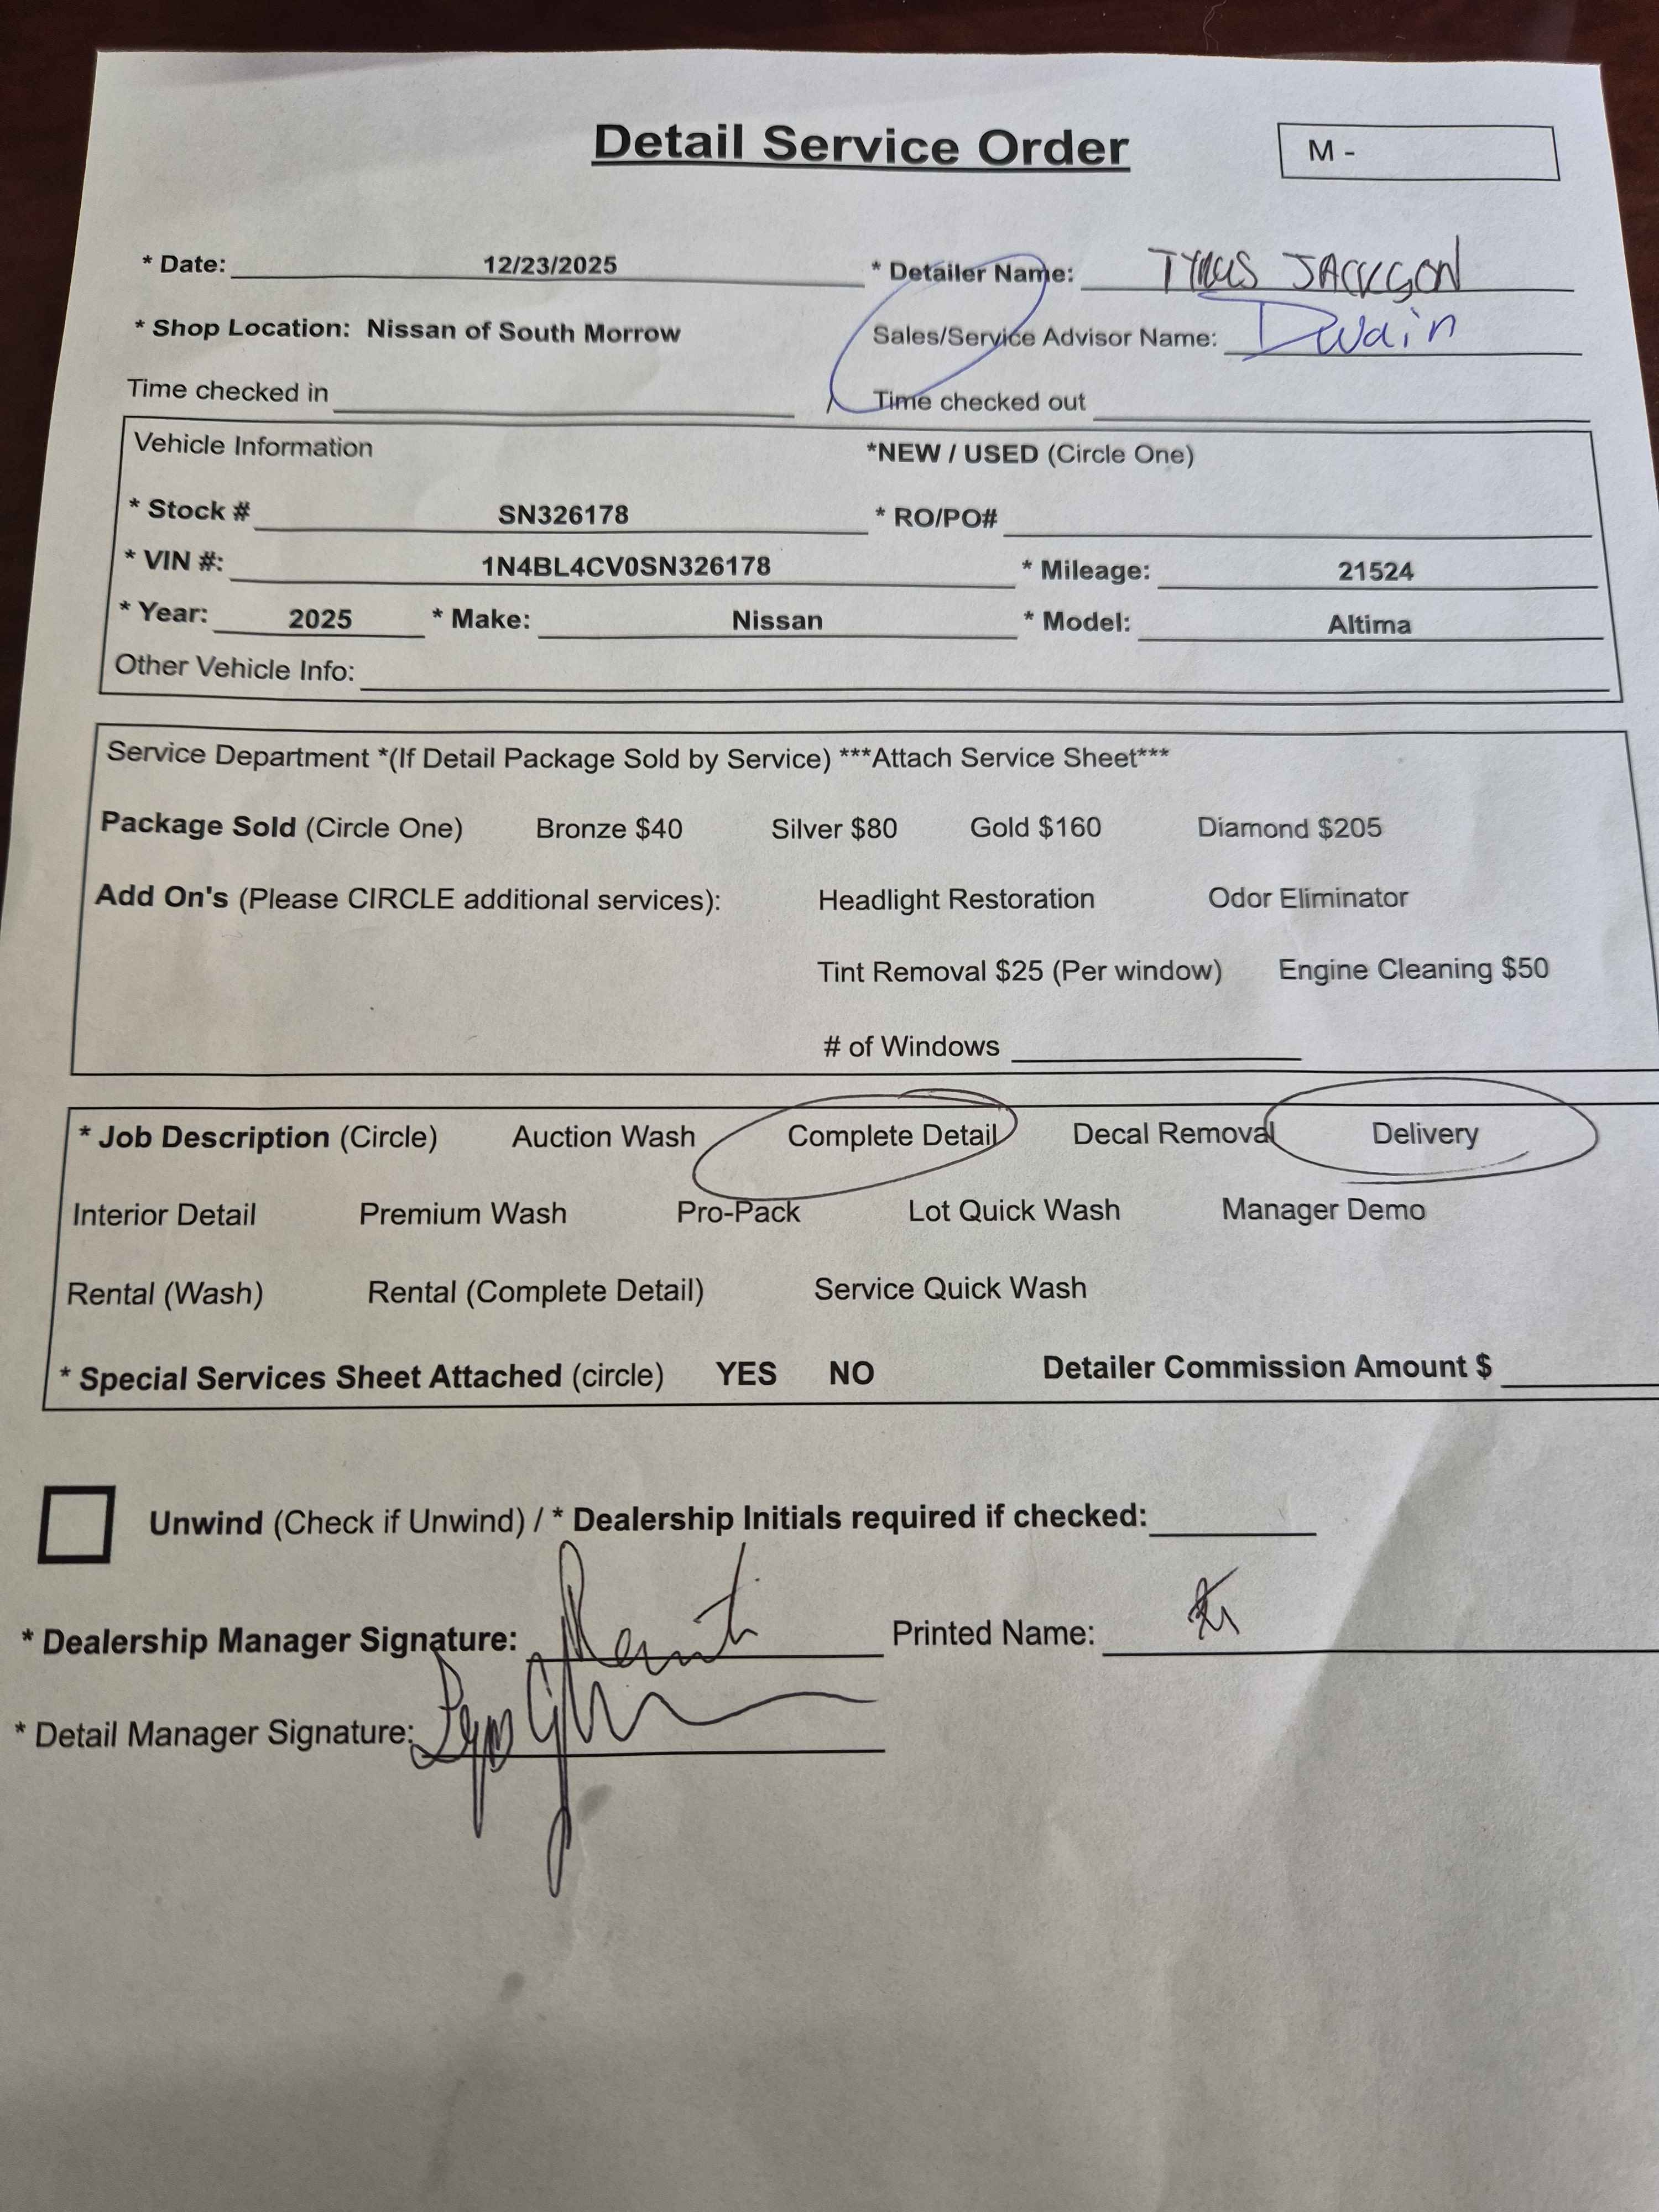 Detail Service Order
M -
* Date: 12/23/2025 * Detailer Name: JACKSON
* Shop Location: Nissan of South Morrow Sales/Service Advisor Name: Dwain
Time checked in Time checked out
Vehicle Information *NEW / USED (Circle One)
* Stock # SN326178 * RO/PO#
* VIN #: 1N4BL4CV0SN326178 * Mileage: 21524
* Year: 2025 * Make: Nissan * Model: Altima
Other Vehicle Info:
Service Department *(If Detail Package Sold by Service) ***Attach Service Sheet***
Package Sold (Circle One) Bronze $40 Silver $80 Gold $160 Diamond $205
Add On's (Please CIRCLE additional services): Headlight Restoration Odor Eliminator
Tint Removal $25 (Per window) Engine Cleaning $50
# of Windows
* Job Description (Circle) Auction Wash Complete Detail Decal Removal Delivery
Interior Detail Premium Wash Pro-Pack Lot Quick Wash Manager Demo
Rental (Wash) Rental (Complete Detail) Service Quick Wash
* Special Services Sheet Attached (circle) YES NO Detailer Commission Amount $
Unwind (Check if Unwind) / * Dealership Initials required if checked:
* Dealership Manager Signature: Printed Name:
* Detail Manager Signature: